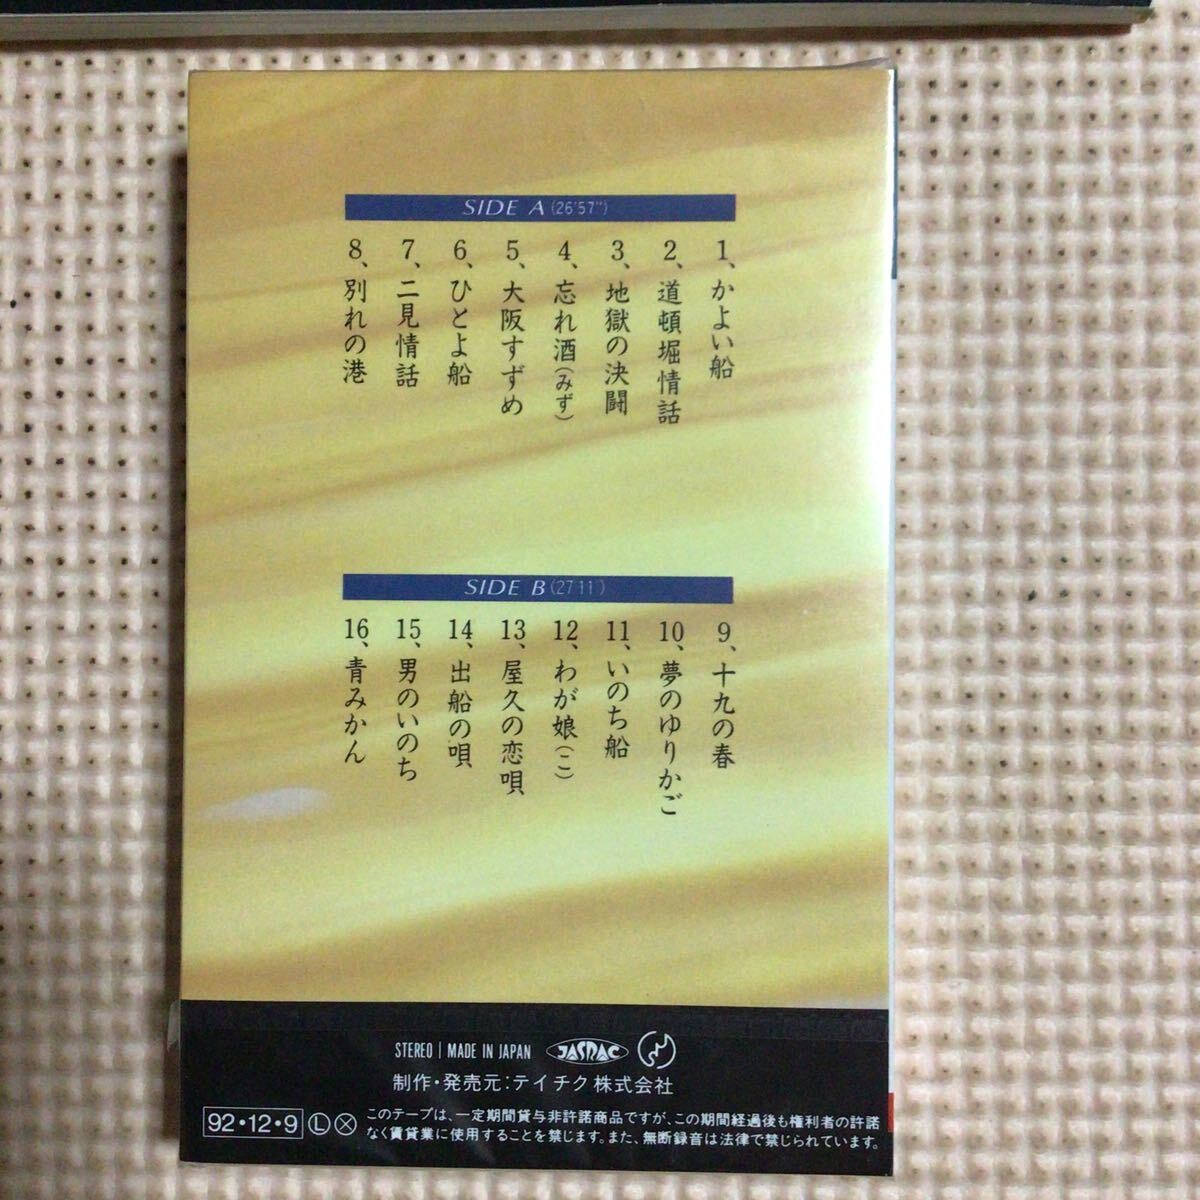 SIDE A (26'57")
1、かよい船
2、道頓堀情話
3、地獄の決闘
4、忘れ酒(みず)
5、大阪すずめ
6、ひとよ船
7、二見情話
8、別れの港
SIDE B (27'11")
9、十九の春
10、夢のゆりかご
11、いのち船
12、わが娘(こ)
13、屋久の恋唄
14、出船の唄
15、男のいのち
16、青みかん
STEREO | MADE IN JAPAN JASRAC
制作・発売元：テイチク株式会社
92・12・9 Ⓛ Ⓧ
このテープは、一定期間貸与非許諾商品ですが、この期間経過後も権利者の許諾
なく賃貸業に使用することを禁じます。また、無断録音は法律で禁じられています。